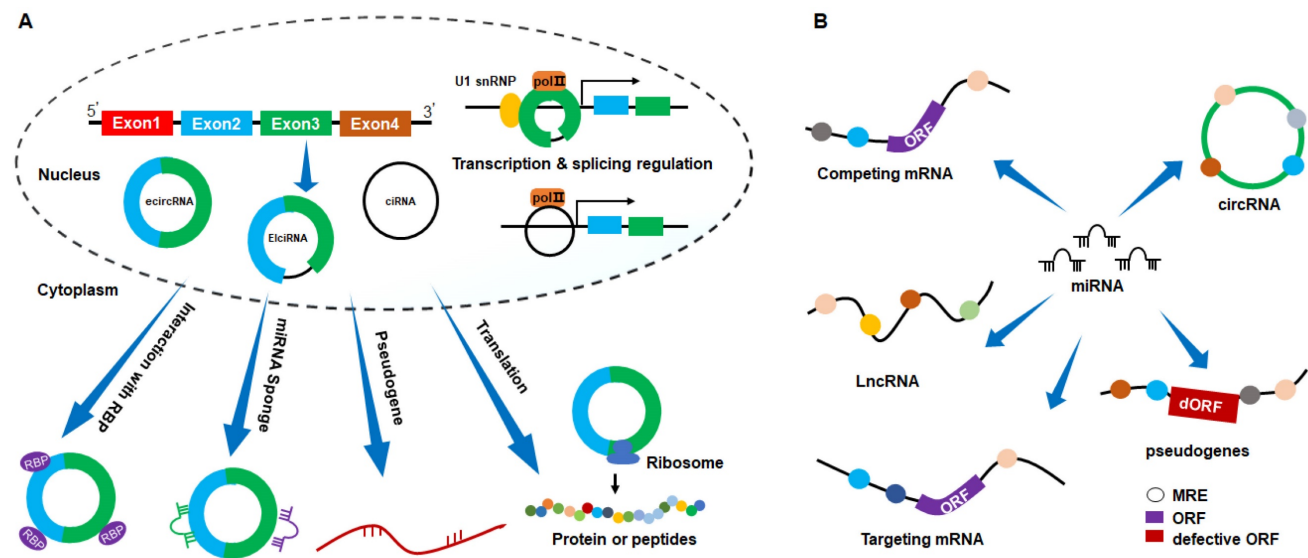 A
5'
Exon1
Exon2
Exon3
Exon4
3'
U1 snRNP
polII
Transcription & splicing regulation
Nucleus
ecircRNA
EIciRNA
ciRNA
polII
Cytoplasm
Interaction with RBP
miRNA Sponge
Pseudogene
Translation
RBP
RBP
RBP
Ribosome
Protein or peptides
B
ORF
Competing mRNA
circRNA
miRNA
LncRNA
dORF
pseudogenes
ORF
Targeting mRNA
MRE
ORF
defective ORF